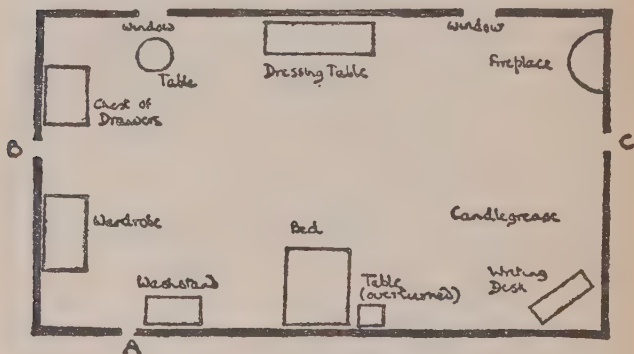 window
window
Table
Dressing Table
Fireplace
Chest of
Drawers
B
C
Wardrobe
Candlegrease
Bed
Washstand
Table
(overturned)
Writing
Desk
A